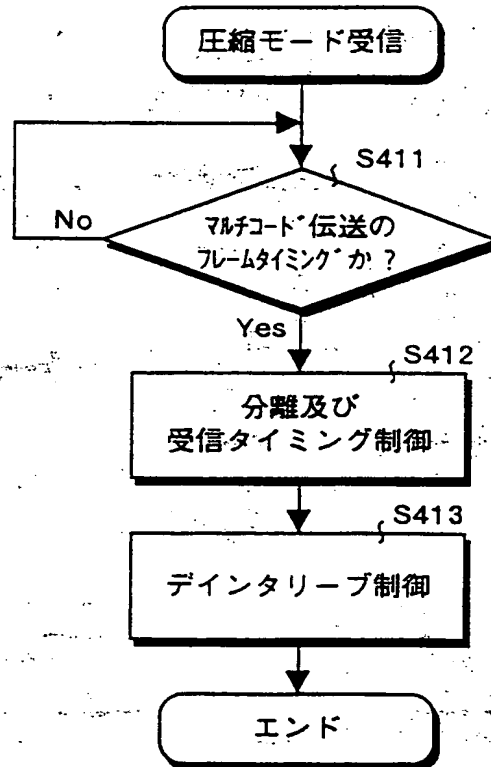 圧縮モード受信
S411
No
マルチコード伝送の
フレームタイミングか？
Yes
S412
分離及び
受信タイミング制御
S413
デインタリーブ制御
エンド